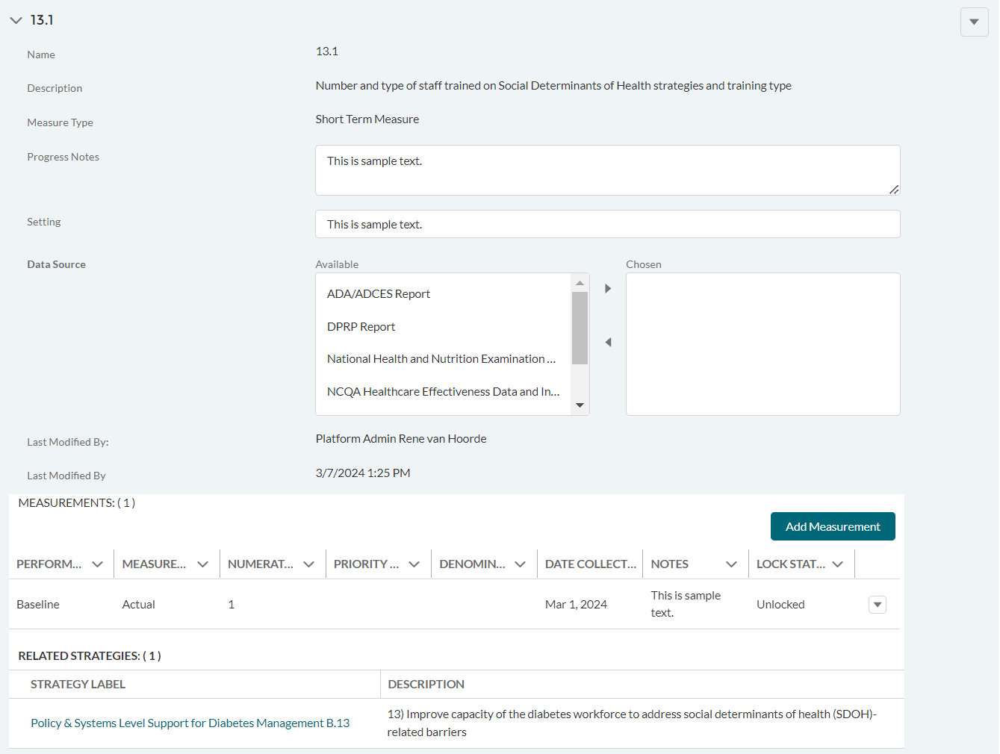 13.1
Name
13.1
Description
Number and type of staff trained on Social Determinants of Health strategies and training type
Measure Type
Short Term Measure
Progress Notes
This is sample text.
Setting
This is sample text.
Data Source
Available
Chosen
ADA/ADCES Report
DPRP Report
National Health and Nutrition Examination ...
NCQA Healthcare Effectiveness Data and In...
Last Modified By:
Platform Admin Rene van Hoorde
Last Modified By
3/7/2024 1:25 PM
MEASUREMENTS: ( 1 )
Add Measurement
PERFORM... MEASURE... NUMERAT... PRIORITY ... DENOMIN... DATE COLLECT... NOTES LOCK STAT...
Baseline Actual 1 Mar 1, 2024 This is sample Unlocked
text.
RELATED STRATEGIES: ( 1 )
STRATEGY LABEL DESCRIPTION
Policy & Systems Level Support for Diabetes Management B.13
13) Improve capacity of the diabetes workforce to address social determinants of health (SDOH)-
related barriers